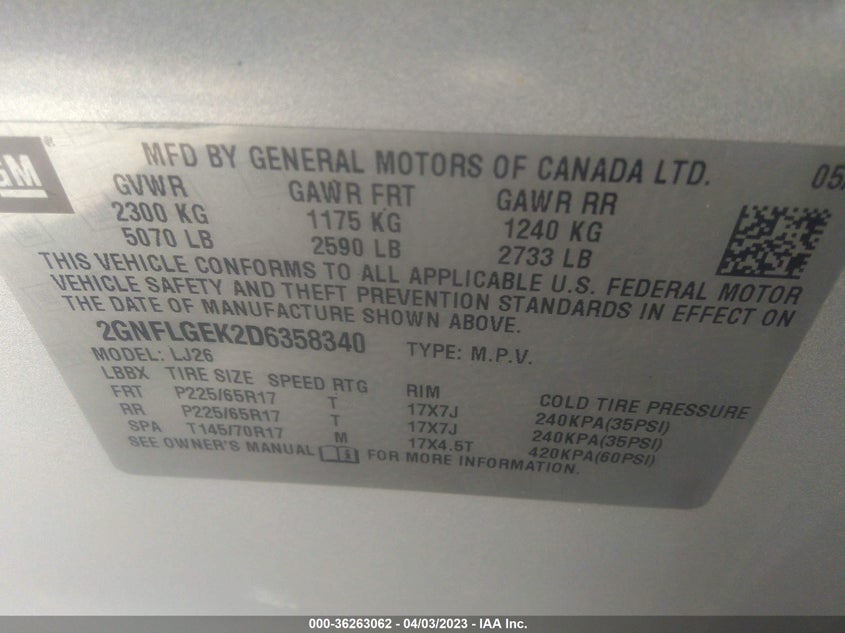 GM
MFD BY GENERAL MOTORS OF CANADA LTD. 05/
GVWR GAWR FRT GAWR RR
2300 KG 1175 KG 1240 KG
5070 LB 2590 LB 2733 LB
THIS VEHICLE CONFORMS TO ALL APPLICABLE U.S. FEDERAL MOTOR
VEHICLE SAFETY AND THEFT PREVENTION STANDARDS IN EFFECT ON
THE DATE OF MANUFACTURE SHOWN ABOVE.
2GNFLGEK2D6358340 TYPE: M.P.V.
MODEL: LJ26
LBBX TIRE SIZE SPEED RTG RIM COLD TIRE PRESSURE
FRT P225/65R17 T 17X7J 240KPA(35PSI)
RR P225/65R17 T 17X7J 240KPA(35PSI)
SPA T145/70R17 M 17X4.5T 420KPA(60PSI)
SEE OWNER'S MANUAL FOR MORE INFORMATION.
000-36263062 - 04/03/2023 - IAA Inc.